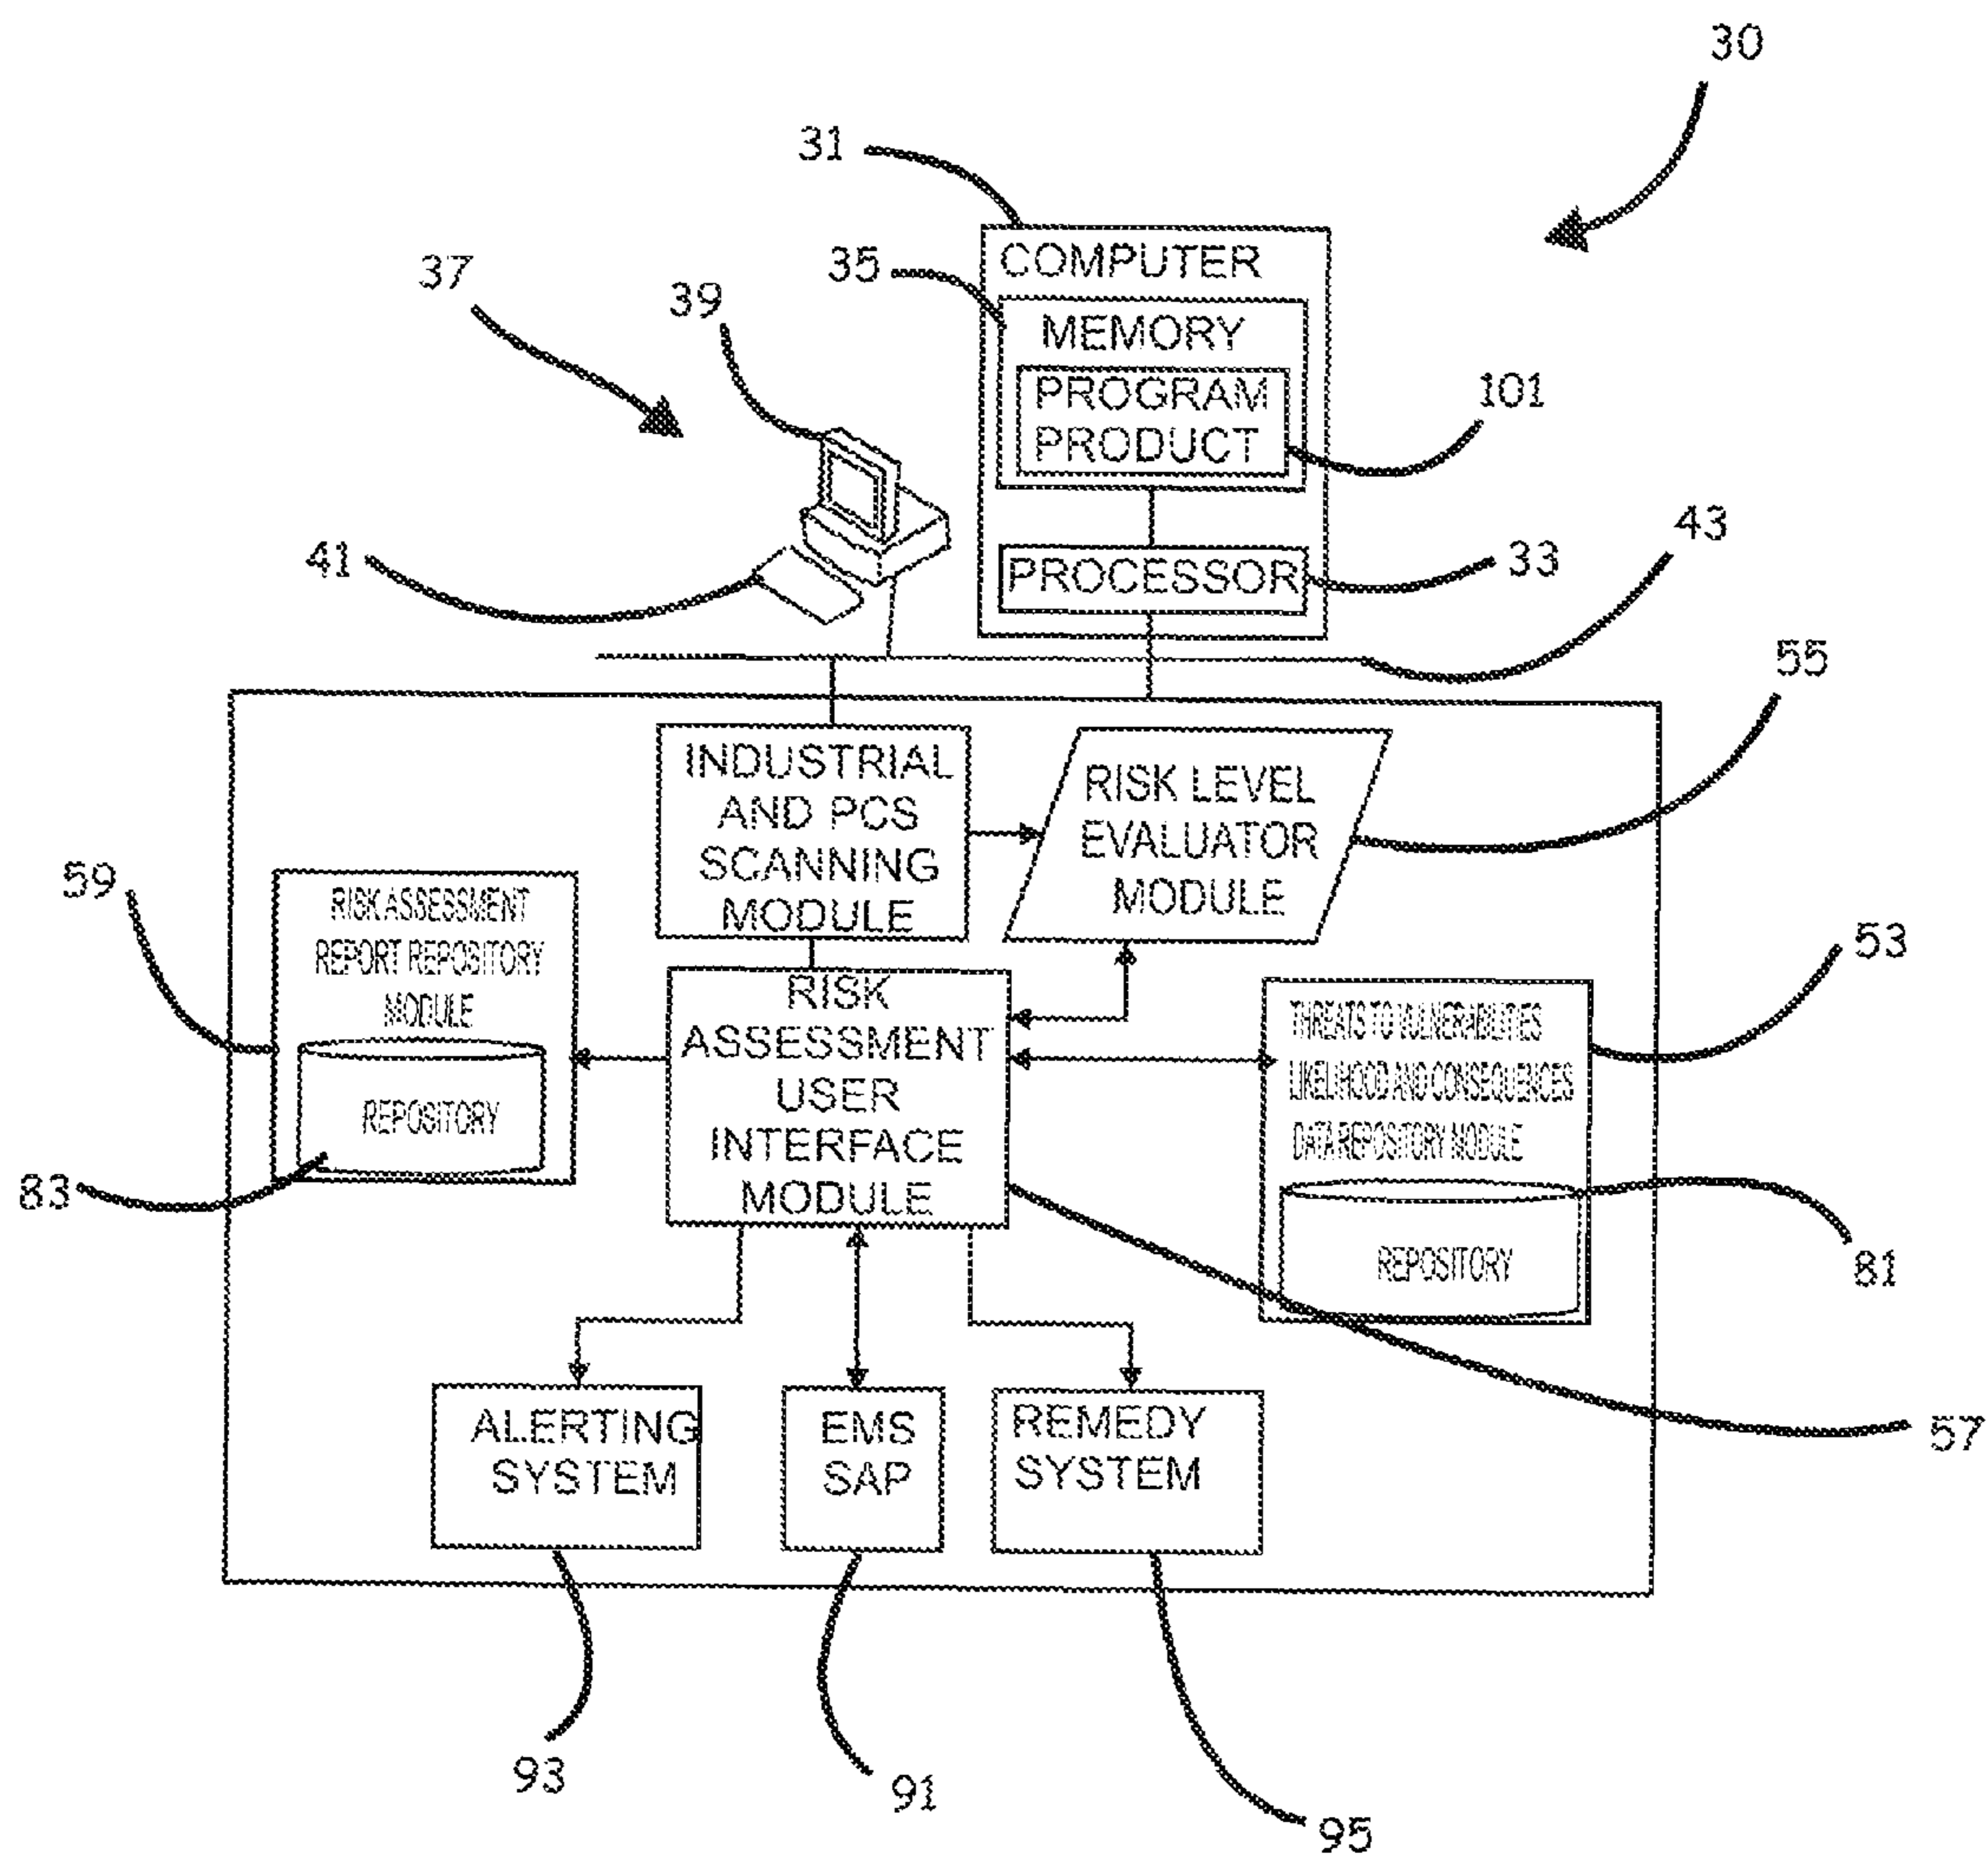 30
31
COMPUTER
35
37
39
MEMORY
PROGRAM
PRODUCT
101
43
41
PROCESSOR
33
55
INDUSTRIAL
AND PCS
SCANNING
MODULE
RISK LEVEL
EVALUATOR
MODULE
59
RISK ASSESSMENT
REPORT REPOSITORY
MODULE
REPOSITORY
83
RISK
ASSESSMENT
USER
INTERFACE
MODULE
53
THREATS TO VULNERABILITIES
LIKELIHOOD AND CONSEQUENCES
DATA REPOSITORY MODULE
REPOSITORY
81
57
ALERTING
SYSTEM
EMS
SAP
REMEDY
SYSTEM
93
91
95